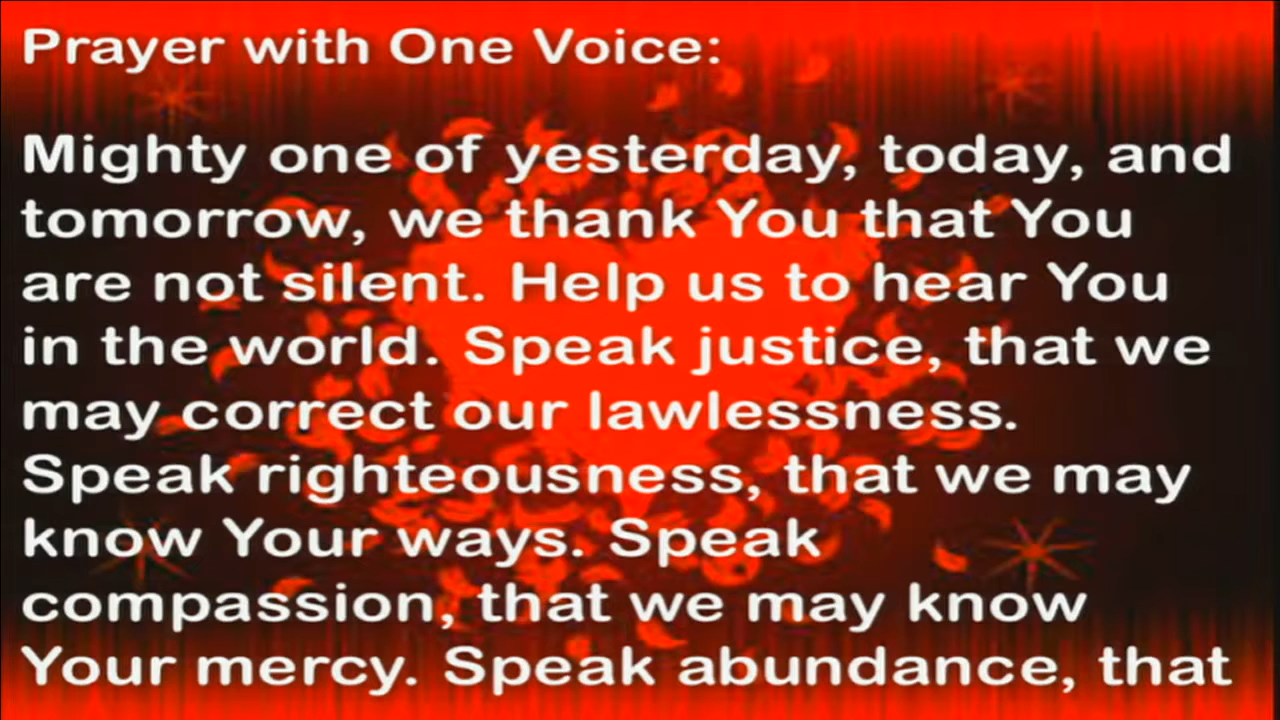 Prayer with One Voice:
Mighty one of yesterday, today, and
tomorrow, we thank You that You
are not silent. Help us to hear You
in the world. Speak justice, that we
may correct our lawlessness.
Speak righteousness, that we may
know Your ways. Speak
compassion, that we may know
Your mercy. Speak abundance, that